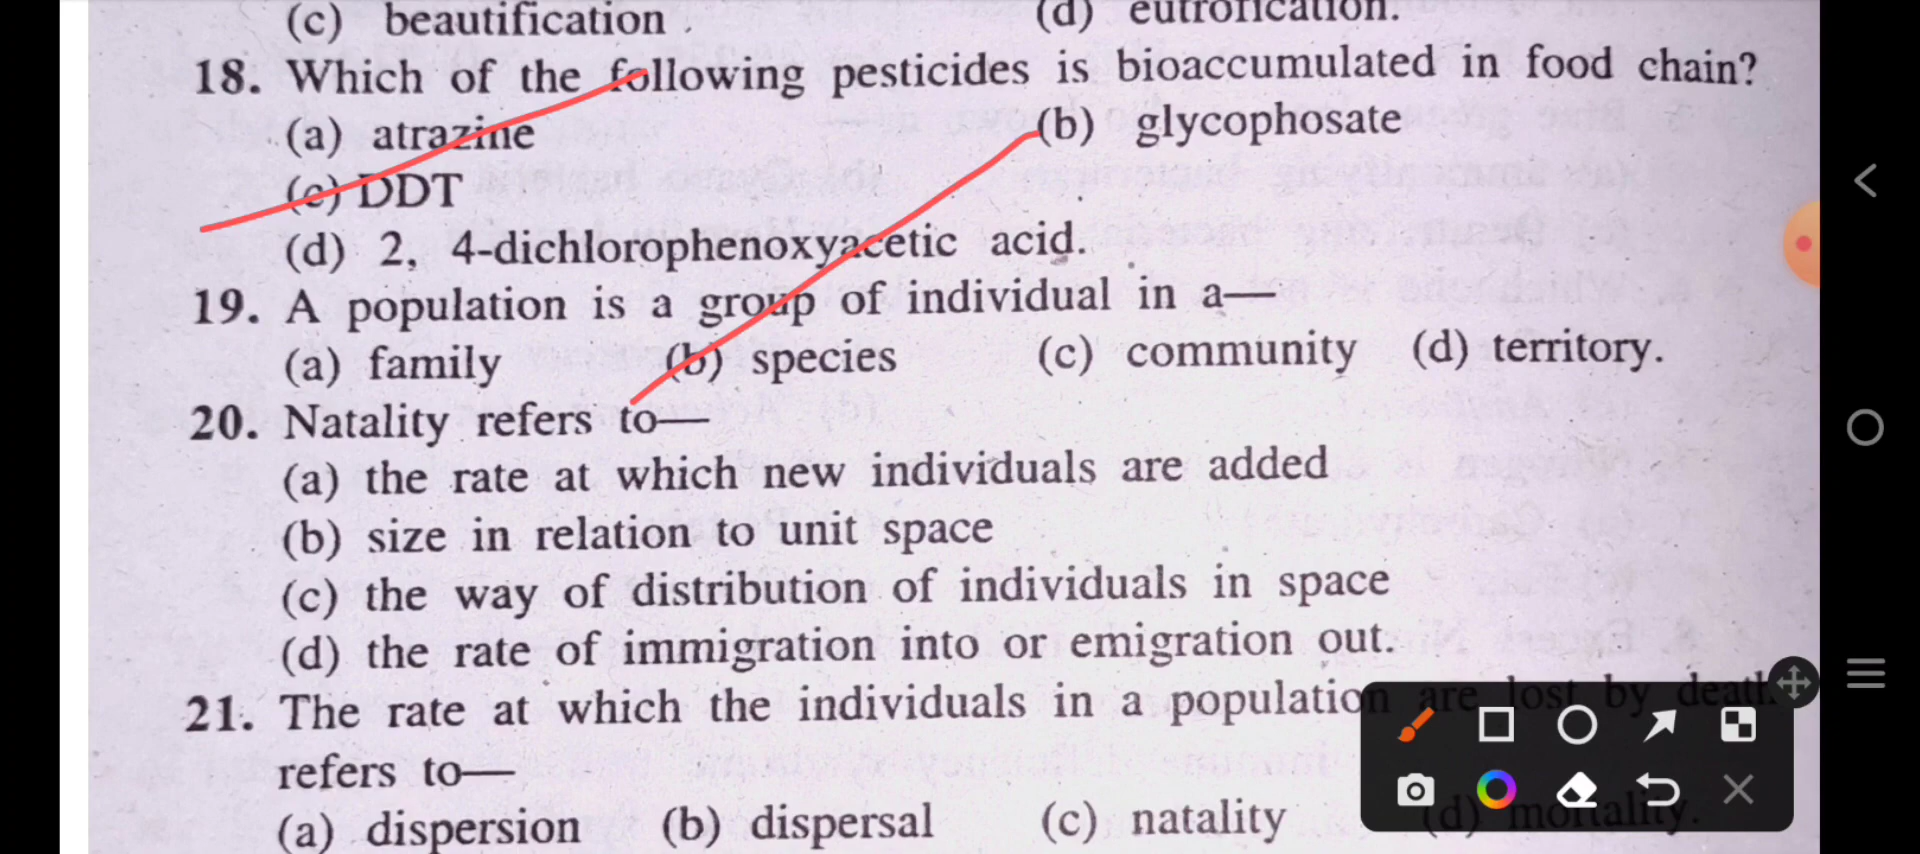 (c) beautification . (d) eutrofication.
18. Which of the following pesticides is bioaccumulated in food chain?
(a) atrazine (b) glycophosate
(c) DDT
(d) 2, 4-dichlorophenoxyacetic acid.
19. A population is a group of individual in a—
(a) family (b) species (c) community (d) territory.
20. Natality refers to—
(a) the rate at which new individuals are added
(b) size in relation to unit space
(c) the way of distribution of individuals in space
(d) the rate of immigration into or emigration out.
21. The rate at which the individuals in a population are lost by death
refers to—
(a) dispersion (b) dispersal (c) natality (d) mortality.